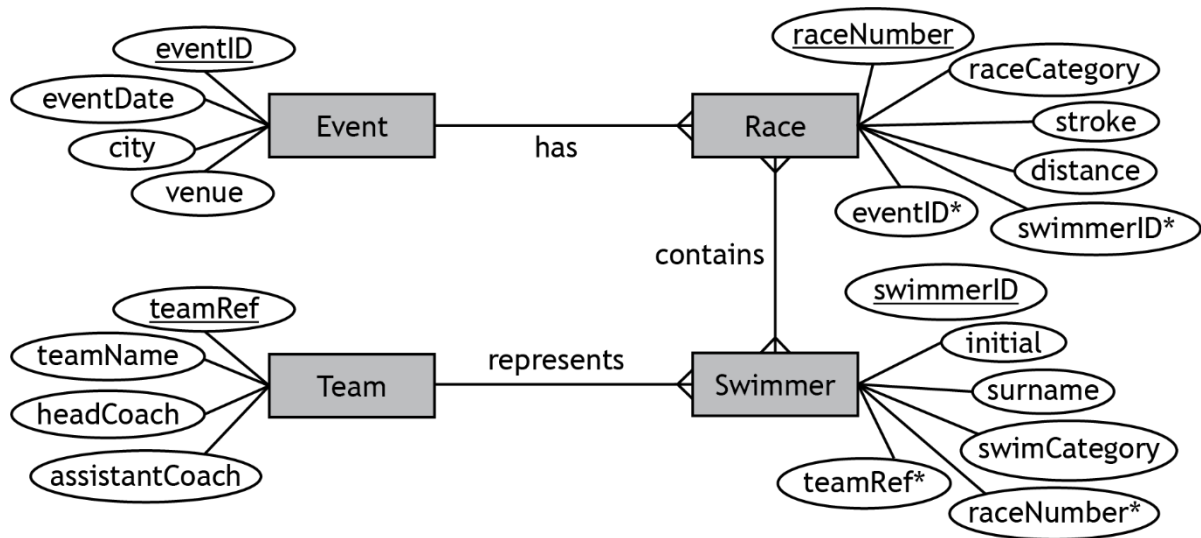 eventID
eventDate
city
venue
Event
has
Race
raceNumber
raceCategory
stroke
distance
swimmerID*
eventID*
contains
teamRef
teamName
headCoach
assistantCoach
Team
represents
Swimmer
swimmerID
initial
surname
swimCategory
raceNumber*
teamRef*